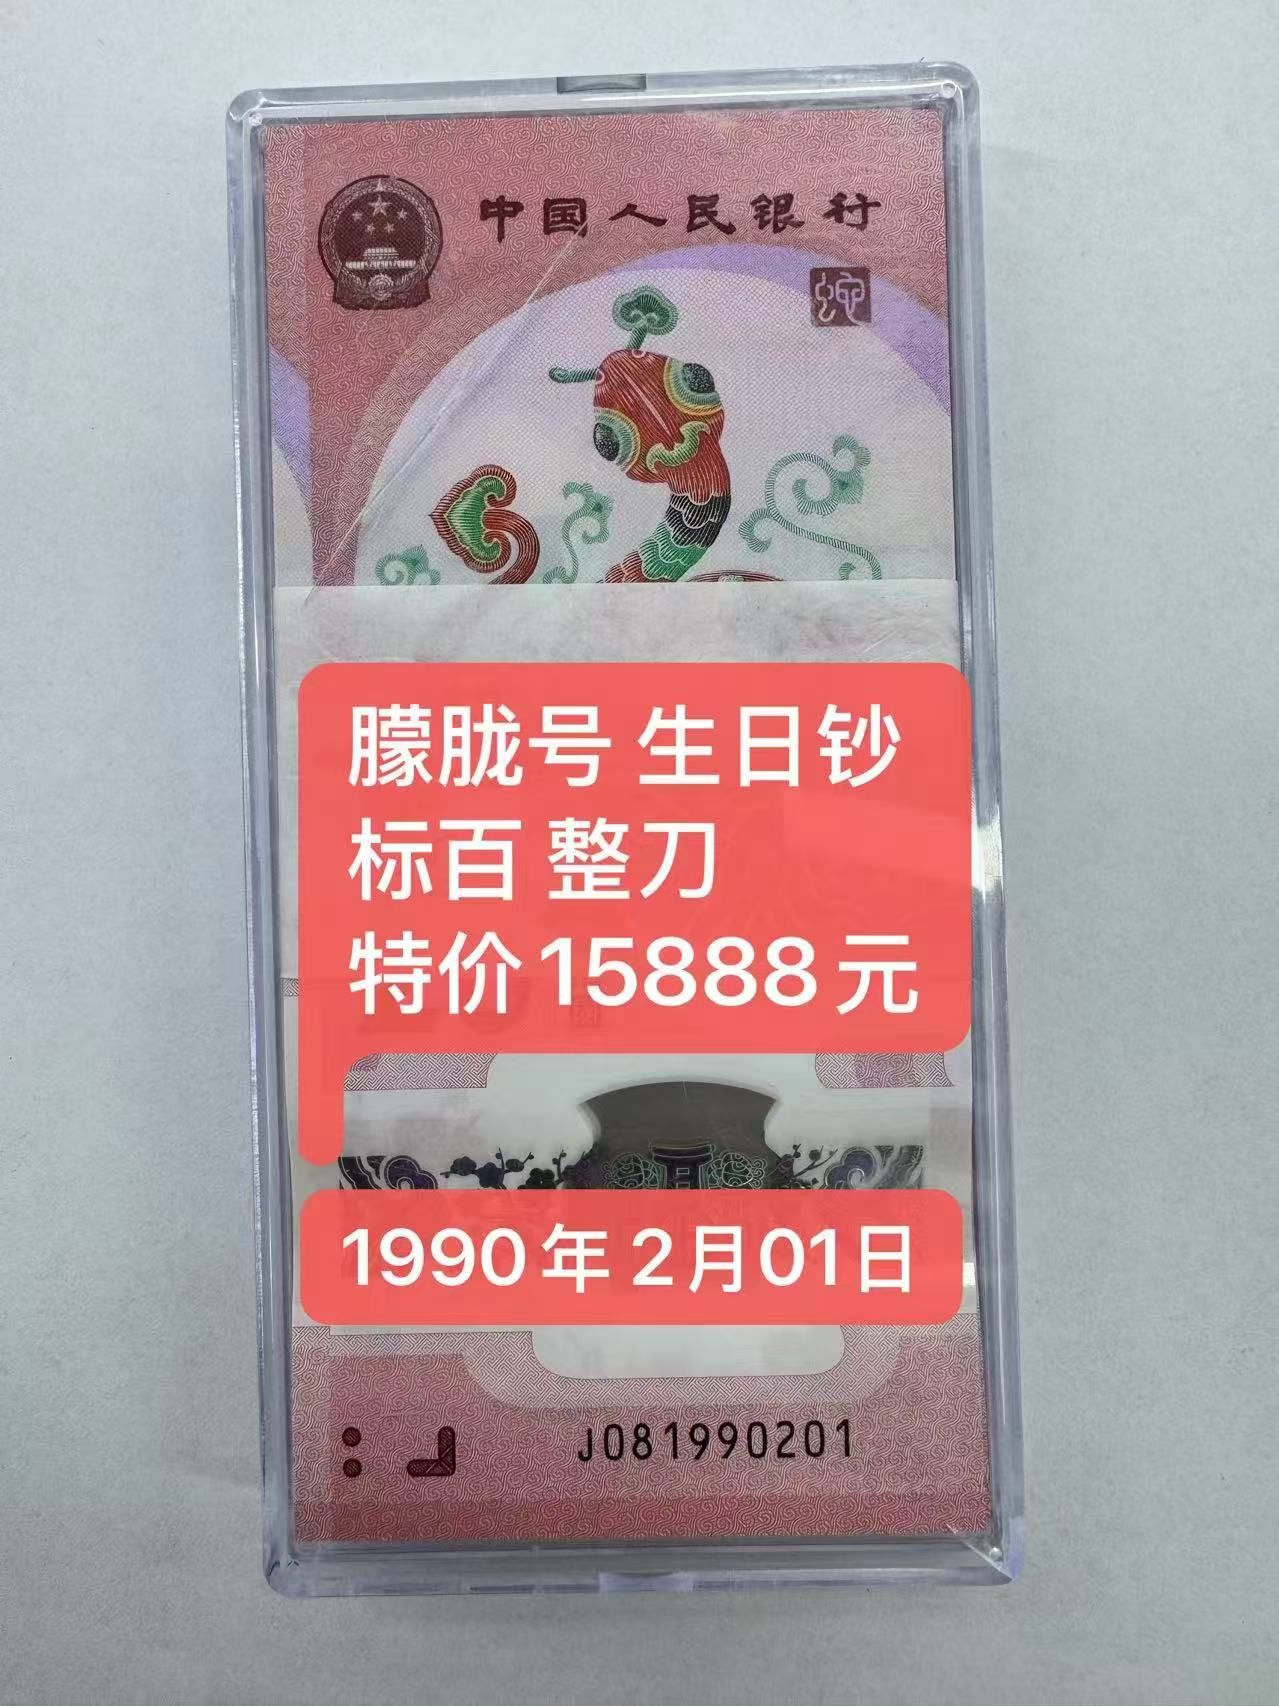 中国人民银行
蛇
朦胧号 生日钞
标百 整刀
特价15888元
1990年2月01日
J081990201